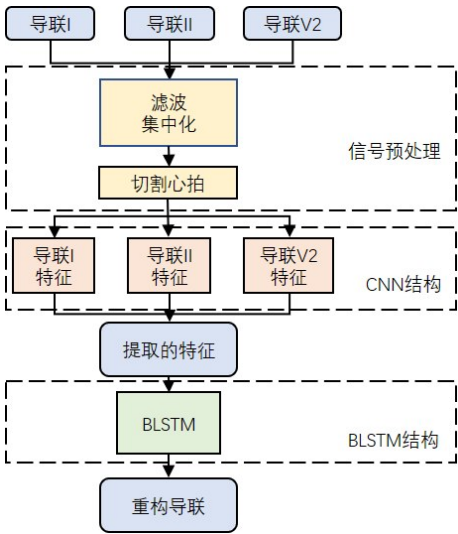 导联I
导联II
导联V2
滤波
集中化
信号预处理
切割心拍
导联I
特征
导联II
特征
导联V2
特征
CNN结构
提取的特征
BLSTM
BLSTM结构
重构导联